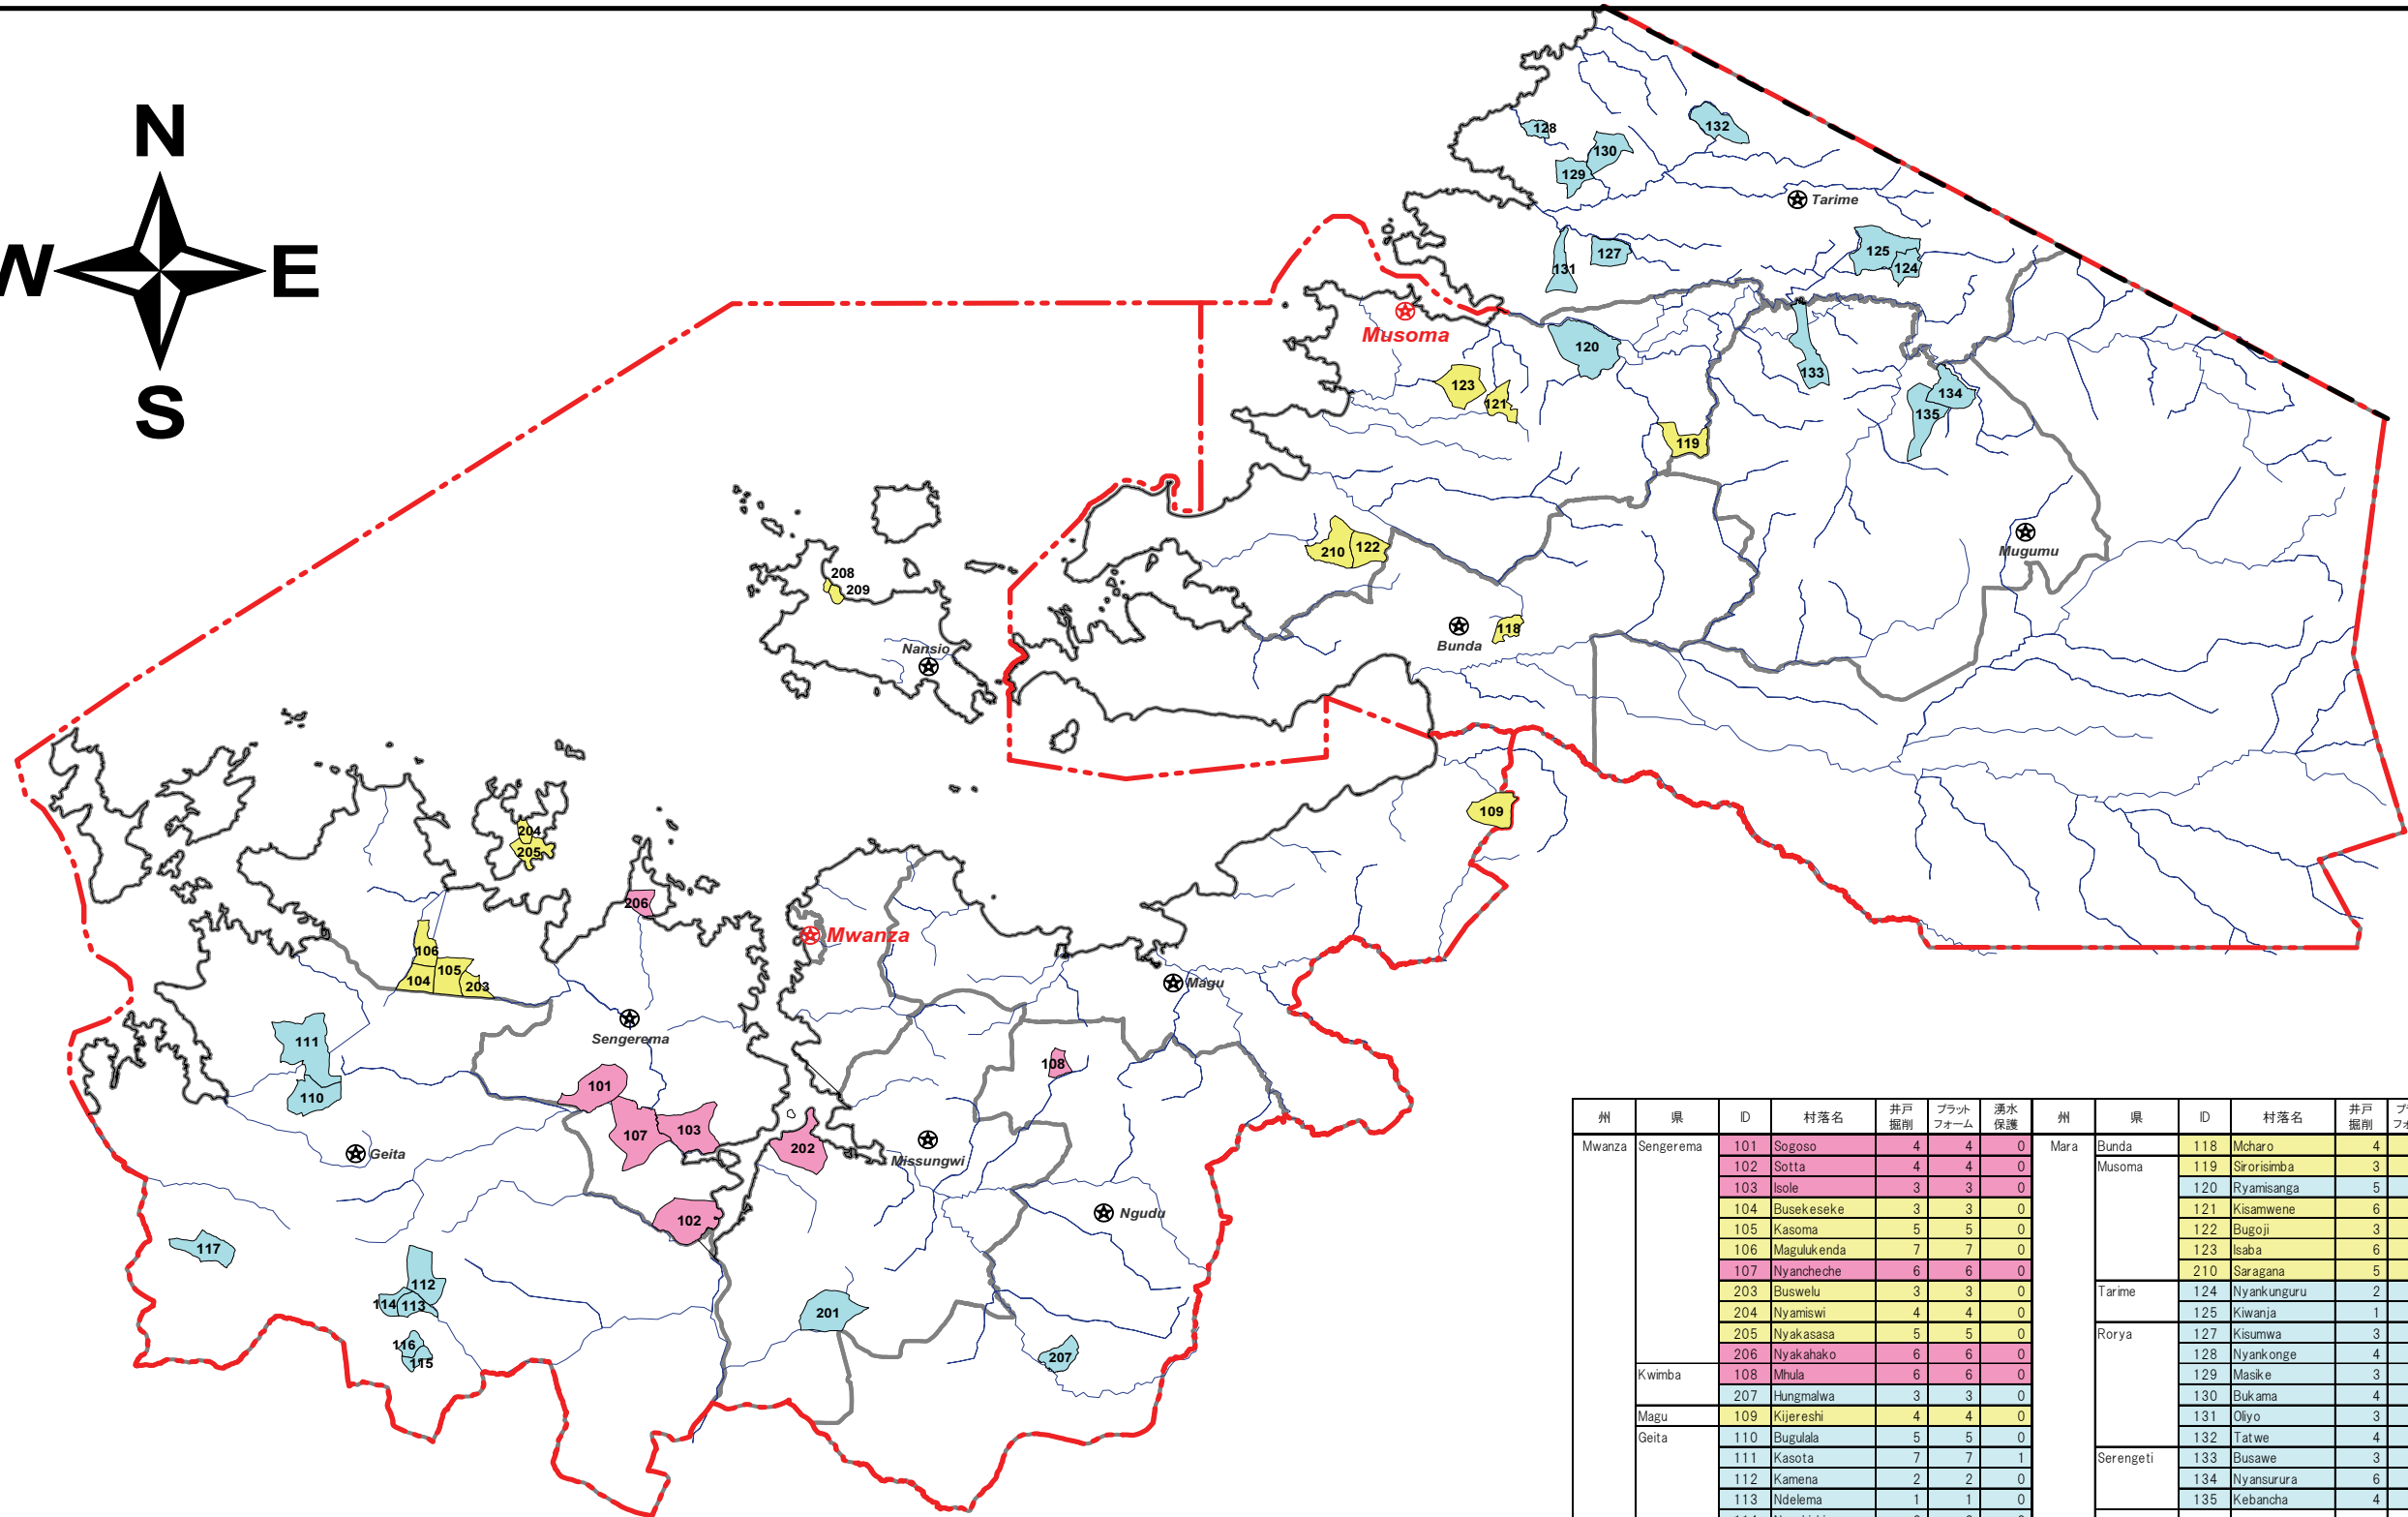 N
W E
S
128
132
130
129
Tarime
131
127
125
124
Musoma
120
133
123
121
134
135
119
210
122
Mugumu
208
209
118
Bunda
Nansio
109
204
205
206
Mwanza
106
105
104
203
Magu
Sengerema
111
110
108
101
107
103
202
Missungwi
Geita
102
Ngudu
117
112
114
113
116
115
201
207
州 県 ID 村落名 井戸掘削 プラットフォーム 湧水保護 州 県 ID 村落名 井戸掘削
Mwanza Sengerema 101 Sogoso 4 4 0 Mara Bunda 118 Mcharo 4
102 Sotta 4 4 0 Musoma 119 Sirorisimba 3
103 Isole 3 3 0 120 Ryamisanga 5
104 Busekeseke 3 3 0 121 Kisamwene 6
105 Kasoma 5 5 0 122 Bugoji 3
106 Magulukenda 7 7 0 123 Isaba 6
107 Nyancheche 6 6 0 210 Saragana 5
203 Buswelu 3 3 0 Tarime 124 Nyankunguru 2
204 Nyamiswi 4 4 0 125 Kiwanja 1
205 Nyakasasa 5 5 0 Rorya 127 Kisumwa 3
206 Nyakahako 6 6 0 128 Nyankonge 4
Kwimba 108 Mhula 6 6 0 129 Masike 3
207 Hungmalwa 3 3 0 130 Bukama 4
Magu 109 Kijereshi 4 4 0 131 Oliyo 3
Geita 110 Bugulala 5 5 0 132 Tatwe 4
111 Kasota 7 7 1 Serengeti 133 Busawe 3
112 Kamena 2 2 0 134 Nyansurura 6
113 Ndelema 1 1 0 135 Kebancha 4